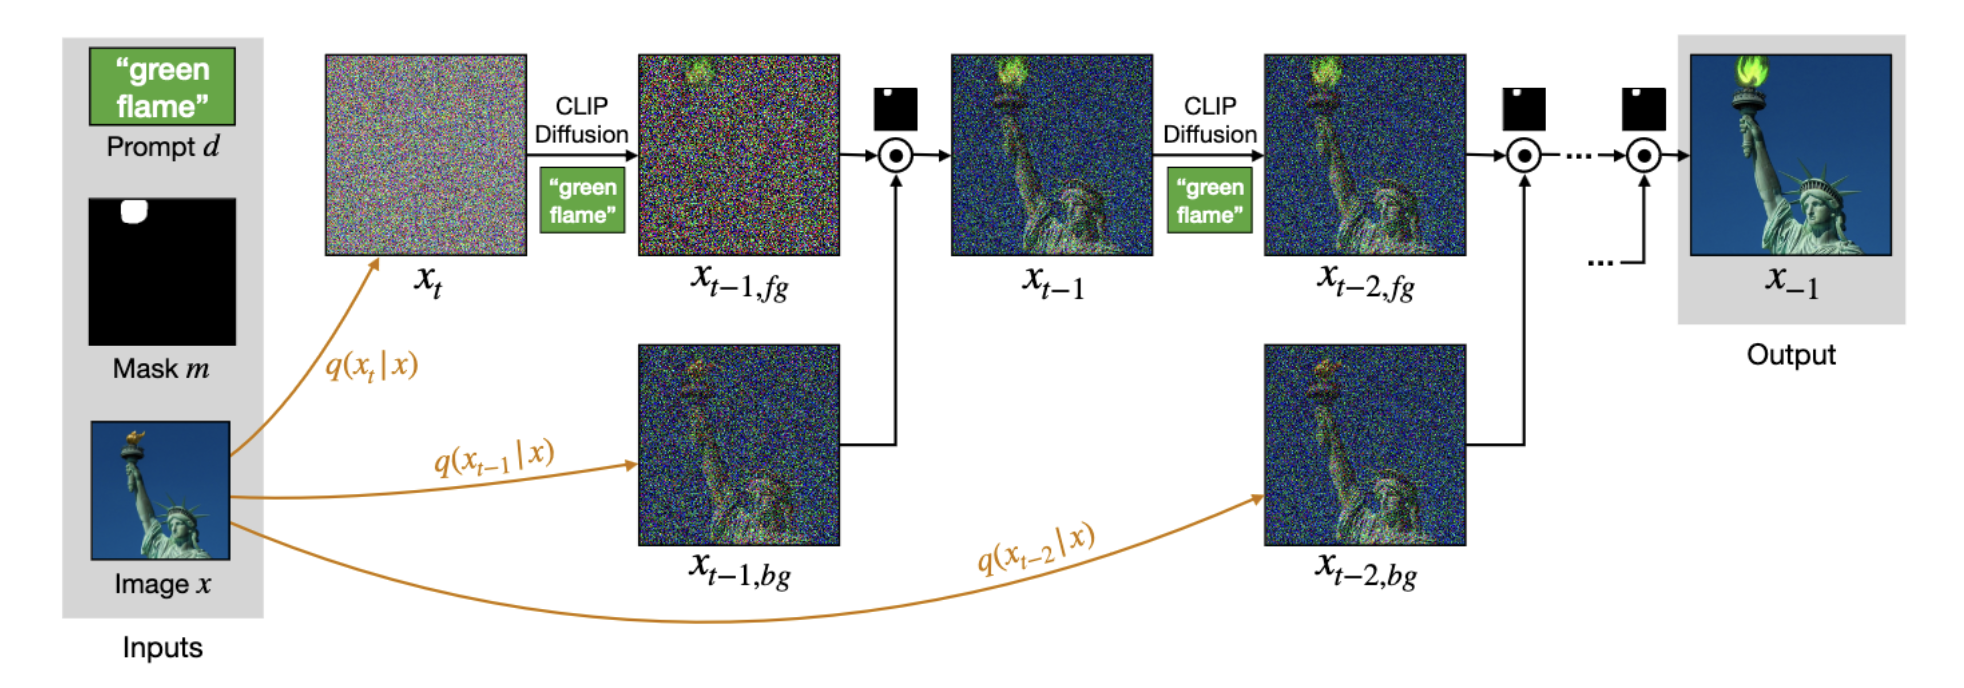 “green
flame”
Prompt d
Mask m
Image x
Inputs
x_t
CLIP
Diffusion
“green
flame”
x_{t−1,fg}
x_{t−1}
CLIP
Diffusion
“green
flame”
x_{t−2,fg}
...
...
x_{−1}
Output
q(x_t|x)
q(x_{t−1}|x)
x_{t−1,bg}
q(x_{t−2}|x)
x_{t−2,bg}